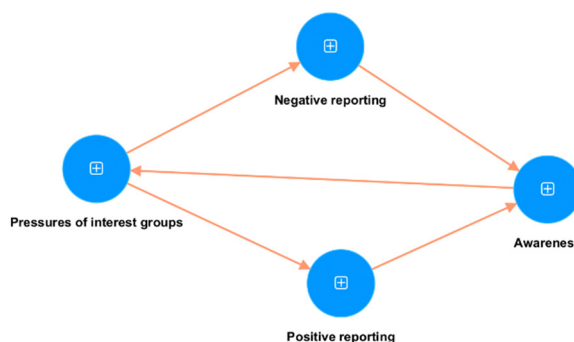 Negative reporting
Pressures of interest groups
Awarenes
Positive reporting